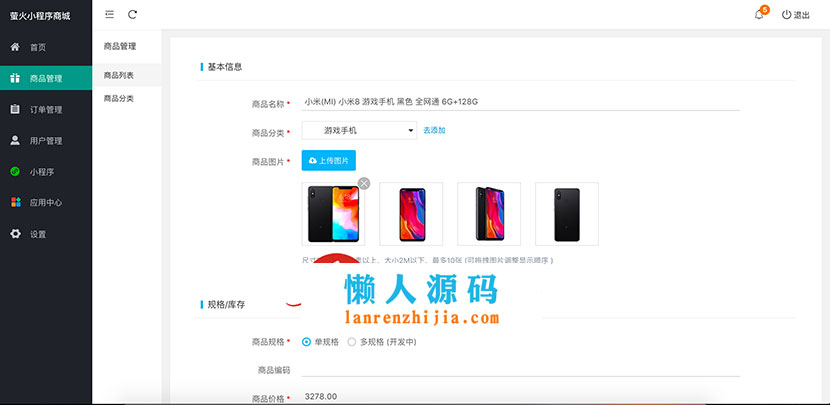 萤火小程序商城
5
退出
首页
商品管理
订单管理
用户管理
小程序
应用中心
设置
商品管理
商品列表
商品分类
基本信息
商品名称 * 小米(MI) 小米8 游戏手机 黑色 全网通 6G+128G
商品分类 * 游戏手机 去添加
商品图片 * 上传图片
尺寸 以上、大小2M以下、最多10张 (可拖拽图片调整显示顺序 )
懒人源码
lanrenzhijia.com
规格/库存
商品规格 * 单规格 多规格 (开发中)
商品编码
商品价格 * 3278.00